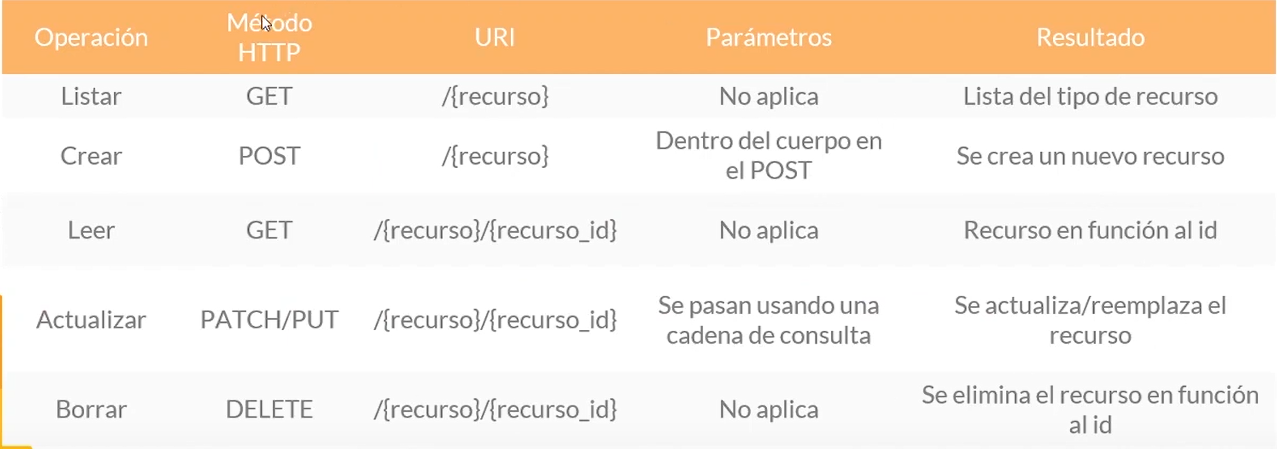 Operación Método HTTP URI Parámetros Resultado
Listar GET /{recurso} No aplica Lista del tipo de recurso
Crear POST /{recurso} Dentro del cuerpo en el POST Se crea un nuevo recurso
Leer GET /{recurso}/{recurso_id} No aplica Recurso en función al id
Actualizar PATCH/PUT /{recurso}/{recurso_id} Se pasan usando una cadena de consulta Se actualiza/reemplaza el recurso
Borrar DELETE /{recurso}/{recurso_id} No aplica Se elimina el recurso en función al id